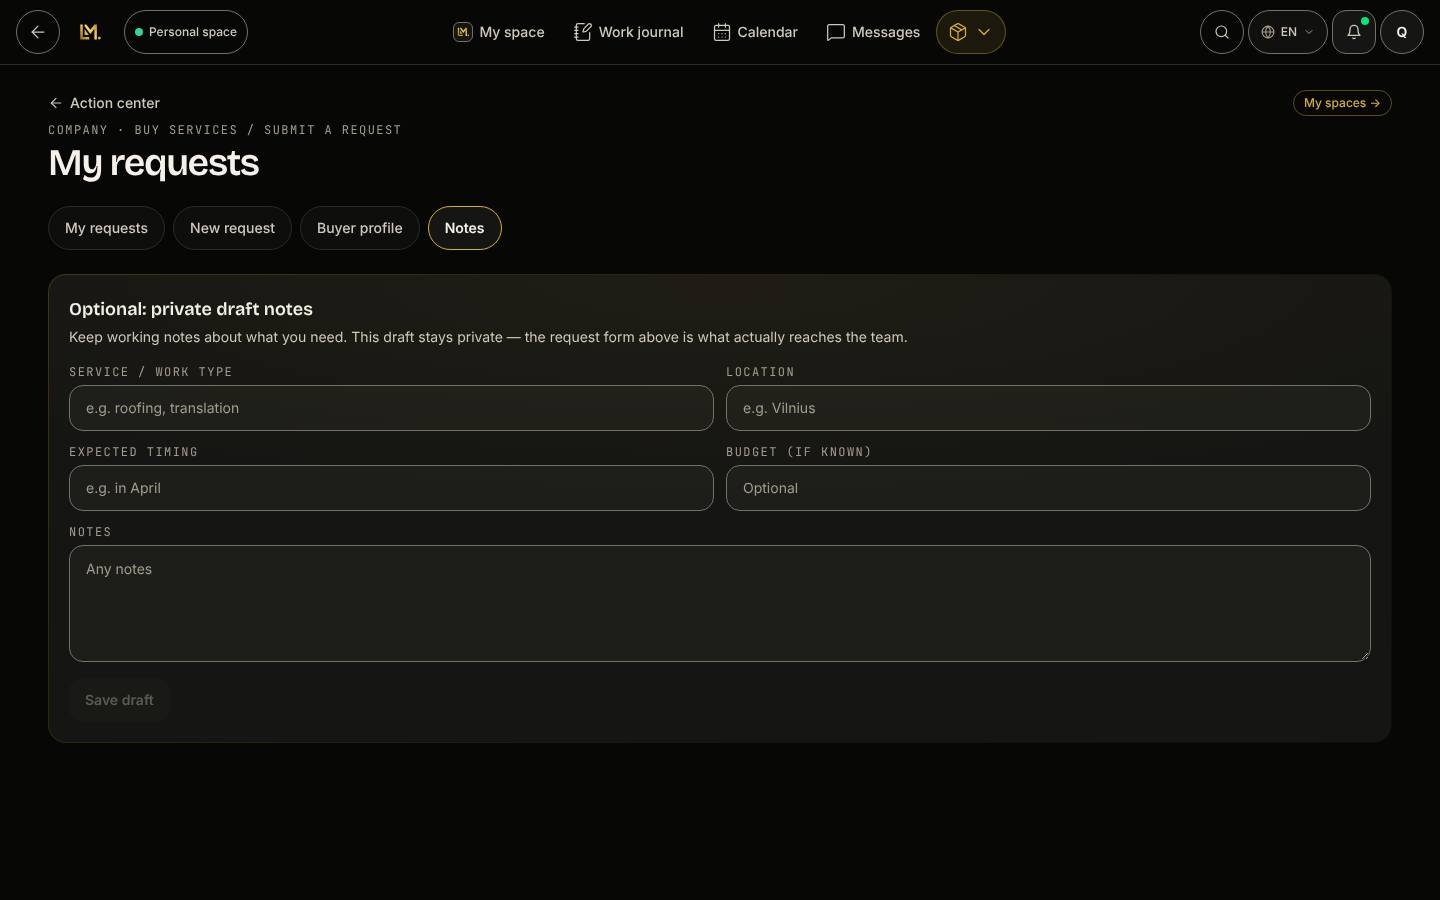 LM.
Personal space
LM.
My space
Work journal
Calendar
Messages
EN
Q
Action center
My spaces →
COMPANY · BUY SERVICES / SUBMIT A REQUEST
My requests
My requests
New request
Buyer profile
Notes
Optional: private draft notes
Keep working notes about what you need. This draft stays private — the request form above is what actually reaches the team.
SERVICE / WORK TYPE
LOCATION
e.g. roofing, translation
e.g. Vilnius
EXPECTED TIMING
BUDGET (IF KNOWN)
e.g. in April
Optional
NOTES
Any notes
Save draft